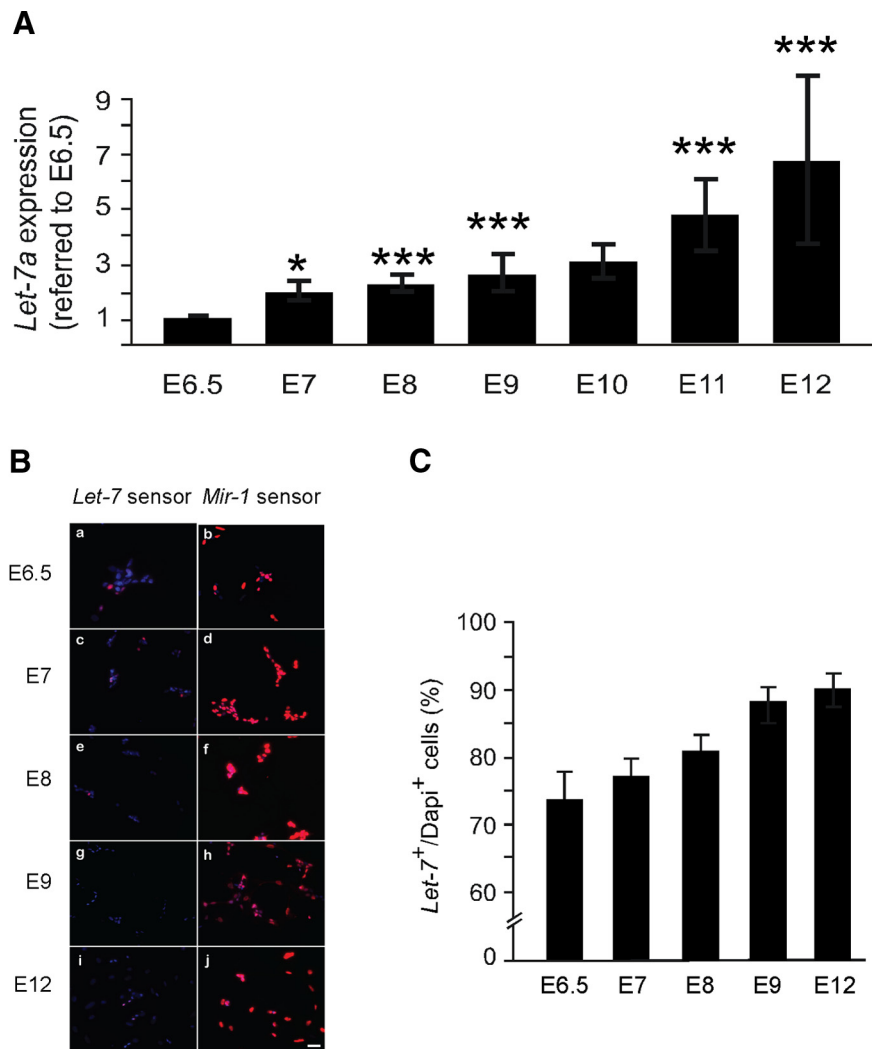 A
Let-7a expression
(referred to E6.5)
9
7
5
3
1
*
***
***
***
***
E6.5 E7 E8 E9 E10 E11 E12
B
Let-7 sensor Mir-1 sensor
E6.5
a b
E7
c d
E8
e f
E9
g h
E12
i j
C
Let-7+/Dapi+ cells (%)
100
90
80
70
60
0
E6.5 E7 E8 E9 E12